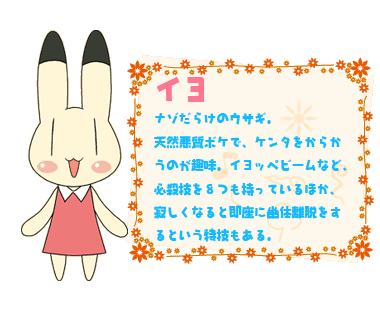 イヨ
ナゾだらけのウサギ。
天然悪質ボケで、ケンタをからか
うのが趣味。イヨッペビームなど、
必殺技を８つも持っているほか、
寂しくなると即座に幽体離脱をす
るという特技もある。